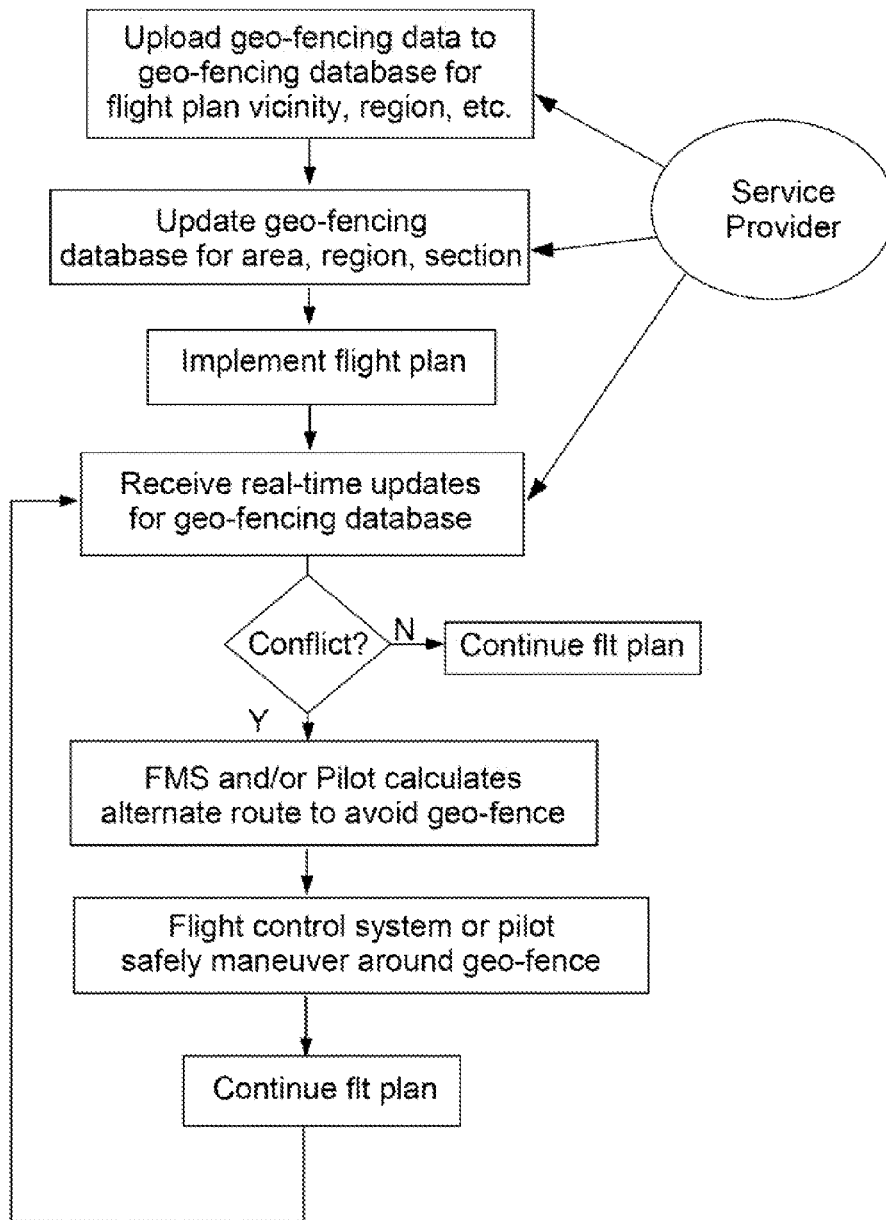 Upload geo-fencing data to
geo-fencing database for
flight plan vicinity, region, etc.
Service
Provider
Update geo-fencing
database for area, region, section
Implement flight plan
Receive real-time updates
for geo-fencing database
Conflict?
N
Continue flt plan
Y
FMS and/or Pilot calculates
alternate route to avoid geo-fence
Flight control system or pilot
safely maneuver around geo-fence
Continue flt plan